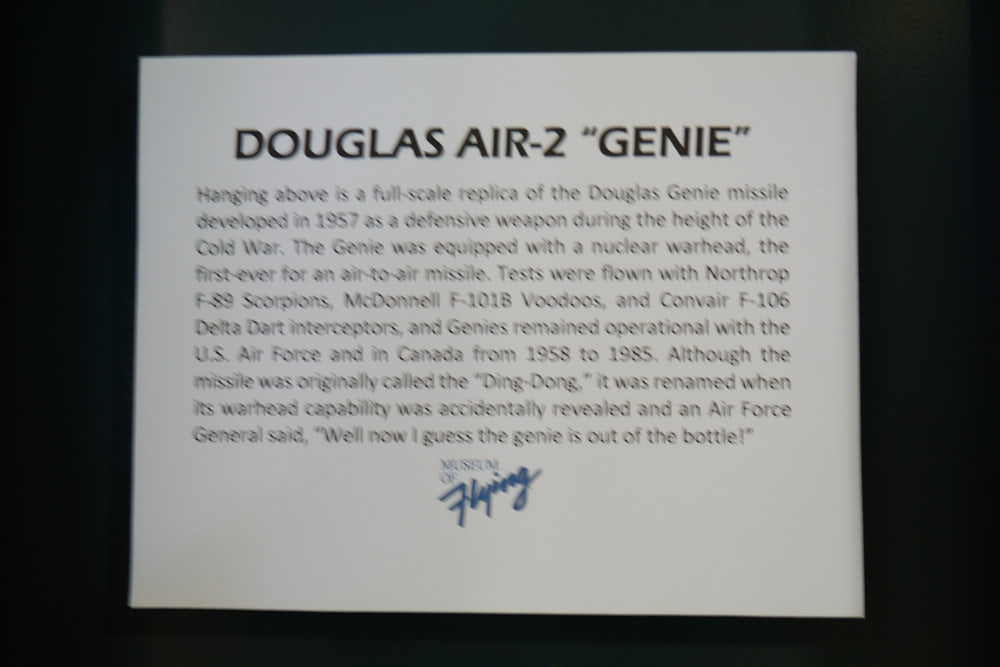 DOUGLAS AIR-2 “GENIE”
Hanging above is a full-scale replica of the Douglas Genie missile
developed in 1957 as a defensive weapon during the height of the
Cold War. The Genie was equipped with a nuclear warhead, the
first-ever for an air-to-air missile. Tests were flown with Northrop
F-89 Scorpions, McDonnell F-101B Voodoos, and Convair F-106
Delta Dart interceptors, and Genies remained operational with the
U.S. Air Force and in Canada from 1958 to 1985. Although the
missile was originally called the “Ding-Dong,” it was renamed when
its warhead capability was accidentally revealed and an Air Force
General said, “Well now I guess the genie is out of the bottle!”
MUSEUM
OF
Flying